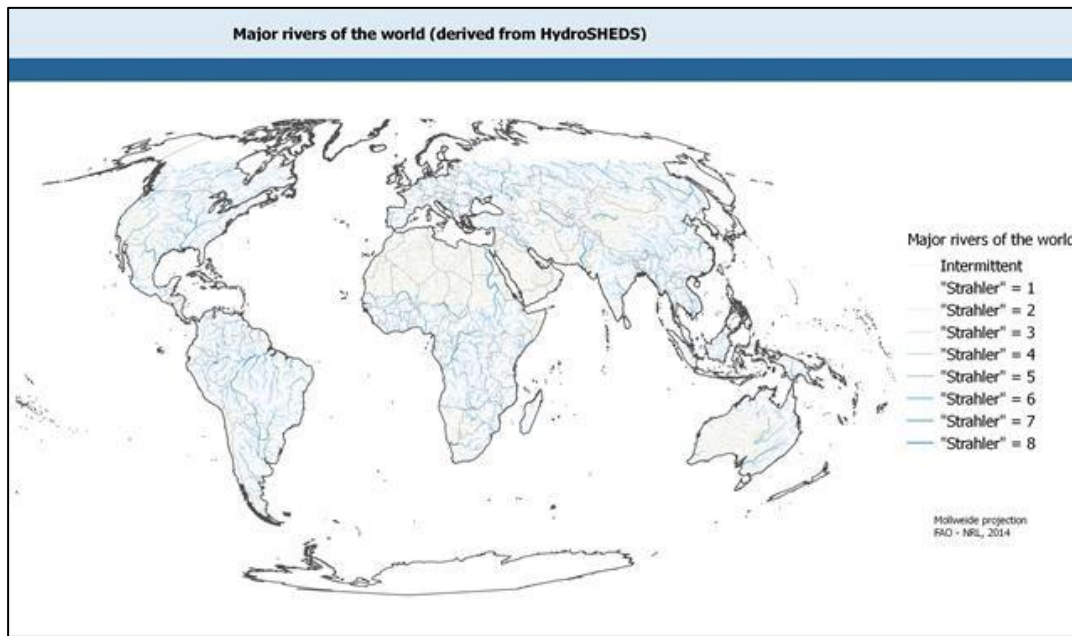 Major rivers of the world (derived from HydroSHEDS)
Major rivers of the world
Intermittent
"Strahler" = 1
"Strahler" = 2
"Strahler" = 3
"Strahler" = 4
"Strahler" = 5
"Strahler" = 6
"Strahler" = 7
"Strahler" = 8
Mollweide projection
FAO - NRL, 2014